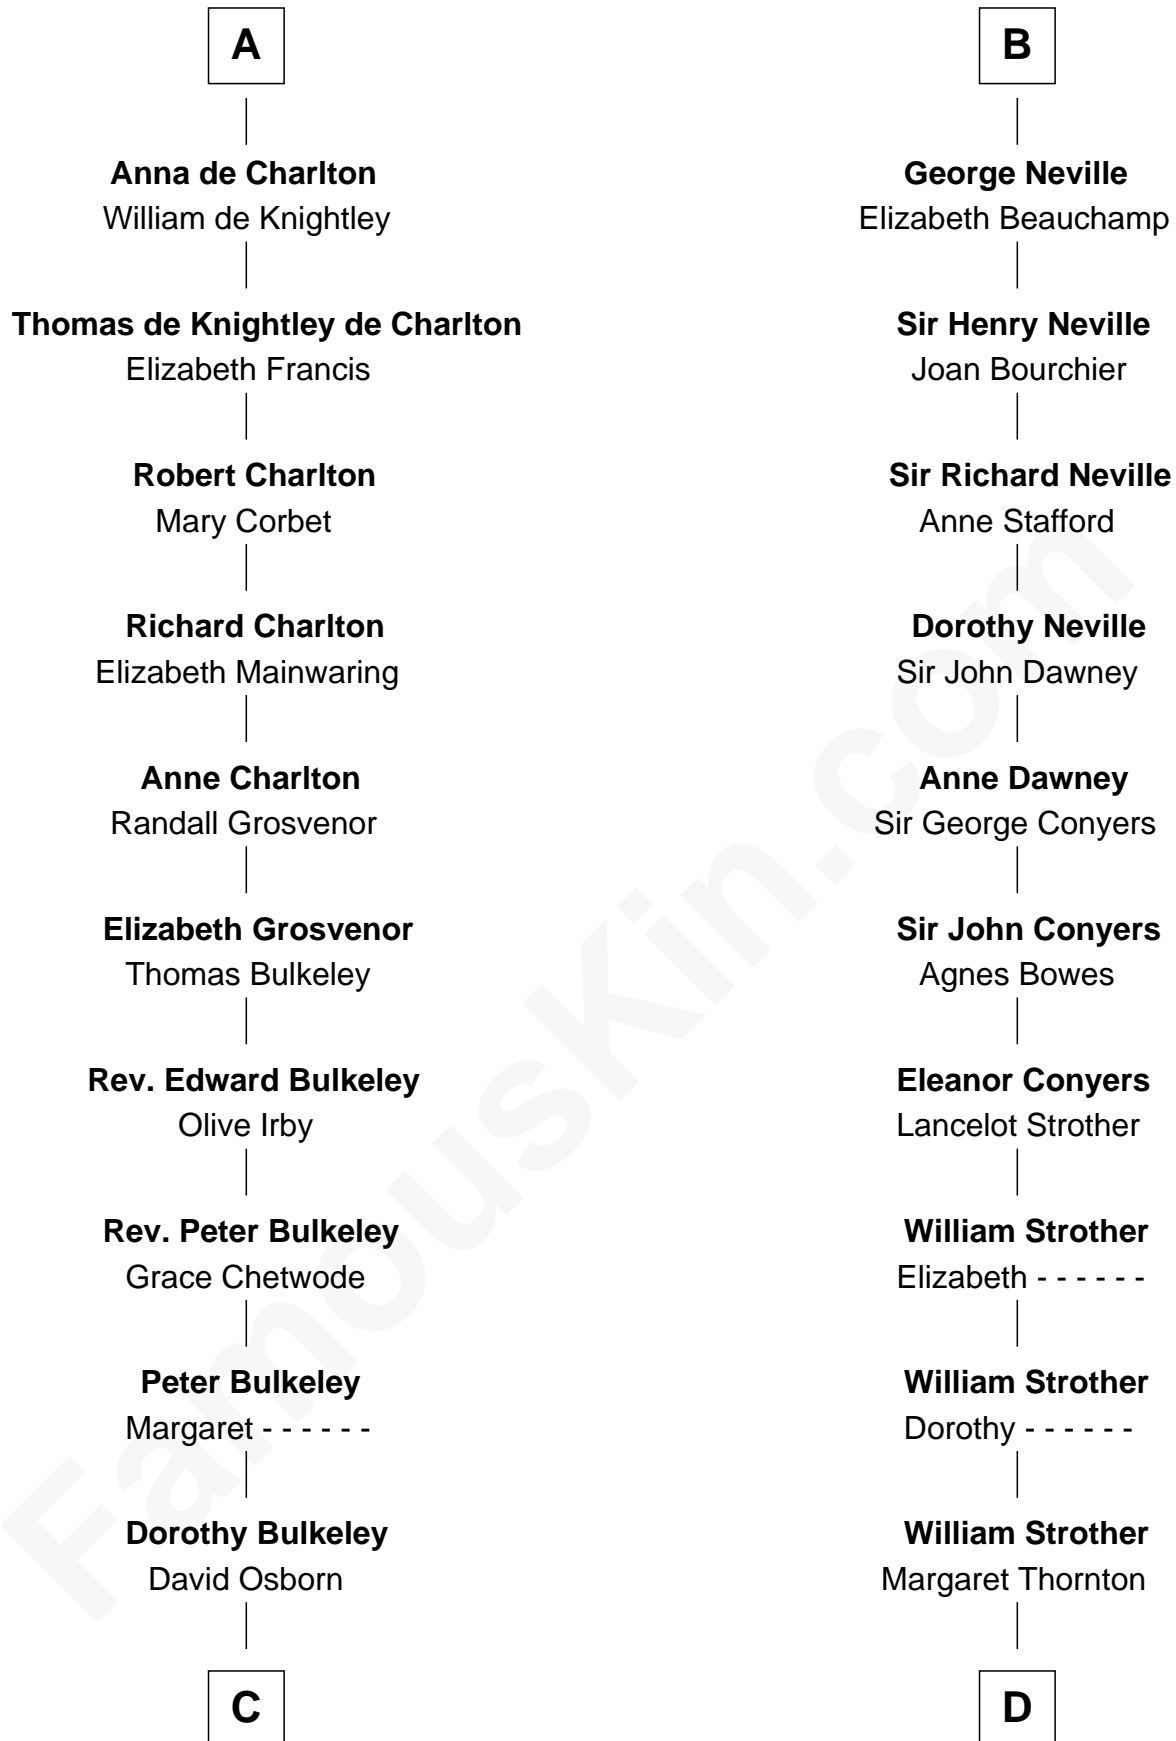 A
Anna de Charlton
William de Knightley
Thomas de Knightley de Charlton
Elizabeth Francis
Robert Charlton
Mary Corbet
Richard Charlton
Elizabeth Mainwaring
Anne Charlton
Randall Grosvenor
Elizabeth Grosvenor
Thomas Bulkeley
Rev. Edward Bulkeley
Olive Irby
Rev. Peter Bulkeley
Grace Chetwode
Peter Bulkeley
Margaret - - - - - -
Dorothy Bulkeley
David Osborn
C
B
George Neville
Elizabeth Beauchamp
Sir Henry Neville
Joan Bourchier
Sir Richard Neville
Anne Stafford
Dorothy Neville
Sir John Dawney
Anne Dawney
Sir George Conyers
Sir John Conyers
Agnes Bowes
Eleanor Conyers
Lancelot Strother
William Strother
Elizabeth - - - - - -
William Strother
Dorothy - - - - - -
William Strother
Margaret Thornton
D
FamousKin.com